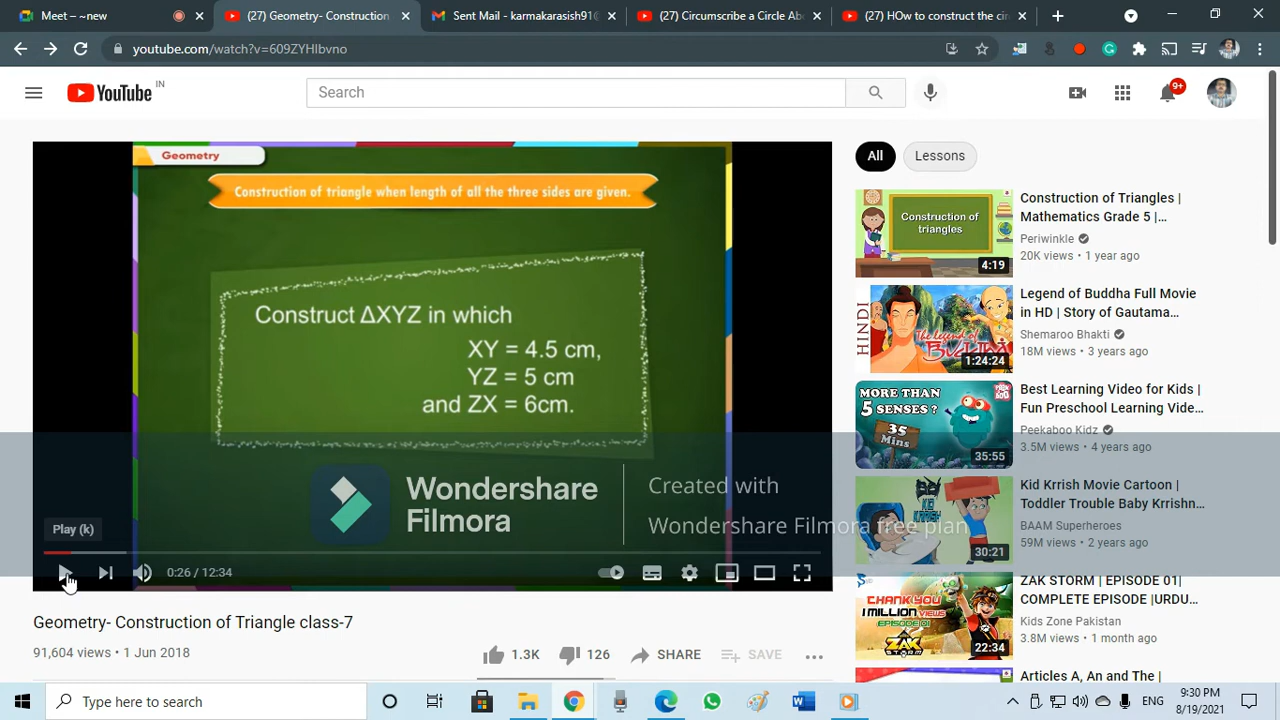 Meet –
(27) Geometry- Construction
Sent Mail - karmakarasish91@
(27) Circumscribe a Circle Abo
(27) HOw to construct the cir
youtube.com/watch?v=609ZYHIbvno
YouTube IN
Search
9+
Geometry
Construction of triangle when length of all the three sides are given.
Construct ΔXYZ in which
XY = 4.5 cm,
YZ = 5 cm
and ZX = 6cm.
Wondershare
Filmora
Created with
Wondershare Filmora free plan
Play (k)
0:26 / 12:34
Geometry- Construction of Triangle class-7
91,604 views • 1 Jun 2018
1.3K
126
SHARE
SAVE
All
Lessons
Construction of triangles
4:19
Construction of Triangles |
Mathematics Grade 5 |...
Periwinkle
20K views • 1 year ago
HINDI
1:24:24
Legend of Buddha Full Movie
in HD | Story of Gautama...
Shemaroo Bhakti
18M views • 3 years ago
MORE THAN
5 SENSES ?
35
Mins
35:55
Best Learning Video for Kids |
Fun Preschool Learning Vide...
Peekaboo Kidz
3.5M views • 4 years ago
30:21
Kid Krrish Movie Cartoon |
Toddler Trouble Baby Krrishn...
BAAM Superheroes
59M views • 2 years ago
THANK YOU
1 MILLION
VIEWS
EPISODE 01
22:34
ZAK STORM | EPISODE 01|
COMPLETE EPISODE |URDU...
Kids Zone Pakistan
3.8M views • 1 month ago
Articles A, An and The |
Type here to search
ENG
9:30 PM
8/19/2021